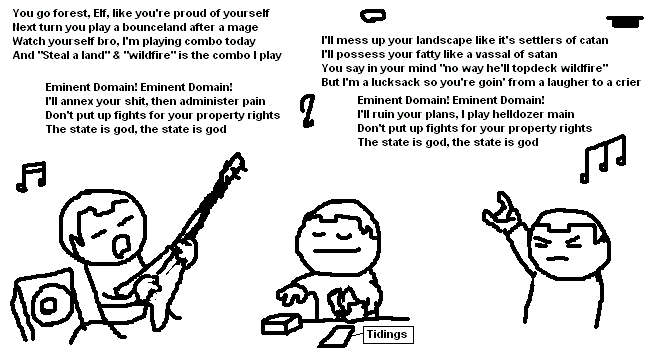 You go forest, Elf, like you're proud of yourself
Next turn you play a bounceland after a mage
Watch yourself bro, I'm playing combo today
And "Steal a land" & "wildfire" is the combo I play
Eminent Domain! Eminent Domain!
I'll annex your shit, then administer pain
Don't put up fights for your property rights
The state is god, the state is god
I'll mess up your landscape like it's settlers of catan
I'll possess your fatty like a vassal of satan
You say in your mind "no way he'll topdeck wildfire"
But I'm a lucksack so you're goin' from a laugher to a crier
Eminent Domain! Eminent Domain!
I'll ruin your plans, I play helldozer main
Don't put up fights for your property rights
The state is god, the state is god
Tidings